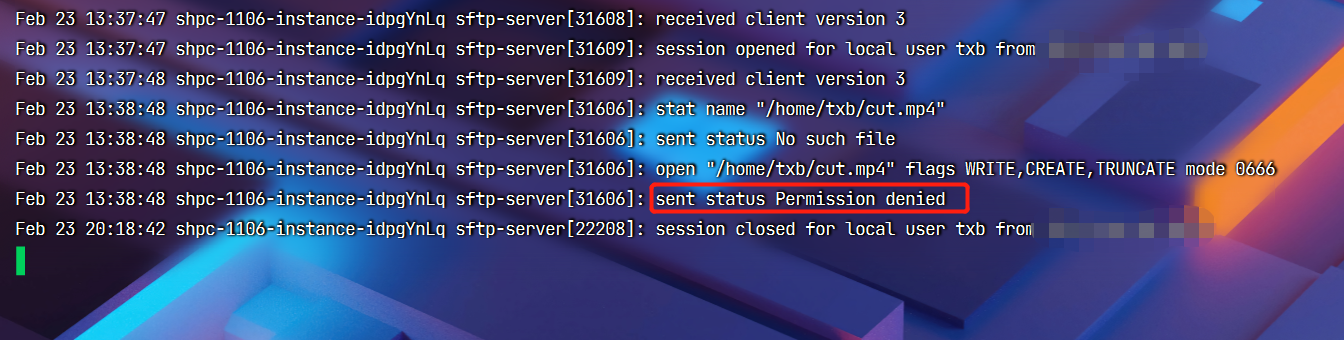 Feb 23 13:37:47 shpc-1106-instance-idpgYnLq sftp-server[31608]: received client version 3
Feb 23 13:37:47 shpc-1106-instance-idpgYnLq sftp-server[31609]: session opened for local user txb from
Feb 23 13:37:48 shpc-1106-instance-idpgYnLq sftp-server[31609]: received client version 3
Feb 23 13:38:48 shpc-1106-instance-idpgYnLq sftp-server[31606]: stat name "/home/txb/cut.mp4"
Feb 23 13:38:48 shpc-1106-instance-idpgYnLq sftp-server[31606]: sent status No such file
Feb 23 13:38:48 shpc-1106-instance-idpgYnLq sftp-server[31606]: open "/home/txb/cut.mp4" flags WRITE,CREATE,TRUNCATE mode 0666
Feb 23 13:38:48 shpc-1106-instance-idpgYnLq sftp-server[31606]: sent status Permission denied
Feb 23 20:18:42 shpc-1106-instance-idpgYnLq sftp-server[22208]: session closed for local user txb from